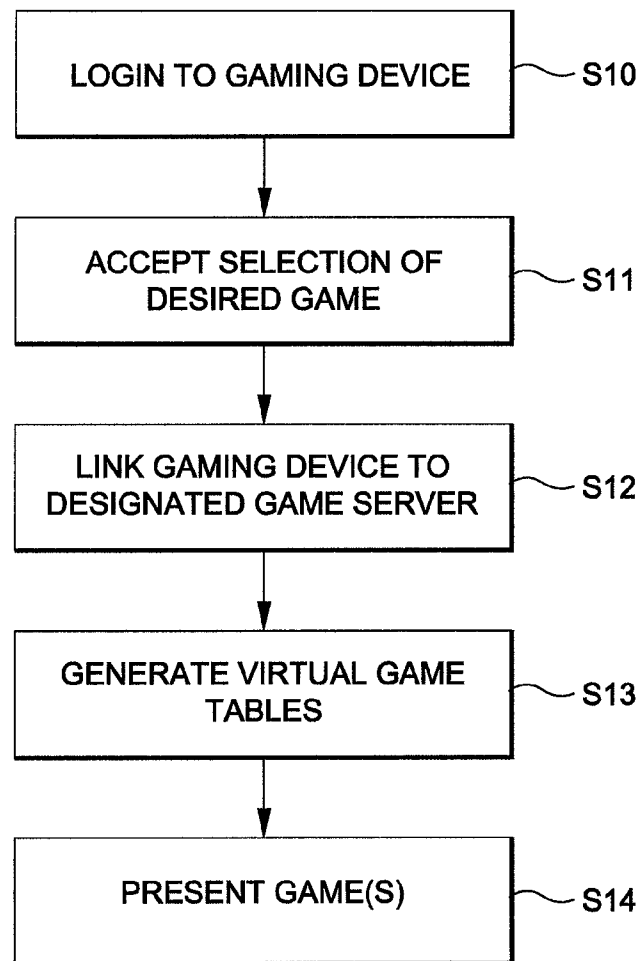 LOGIN TO GAMING DEVICE
S10
ACCEPT SELECTION OF
DESIRED GAME
S11
LINK GAMING DEVICE TO
DESIGNATED GAME SERVER
S12
GENERATE VIRTUAL GAME
TABLES
S13
PRESENT GAME(S)
S14